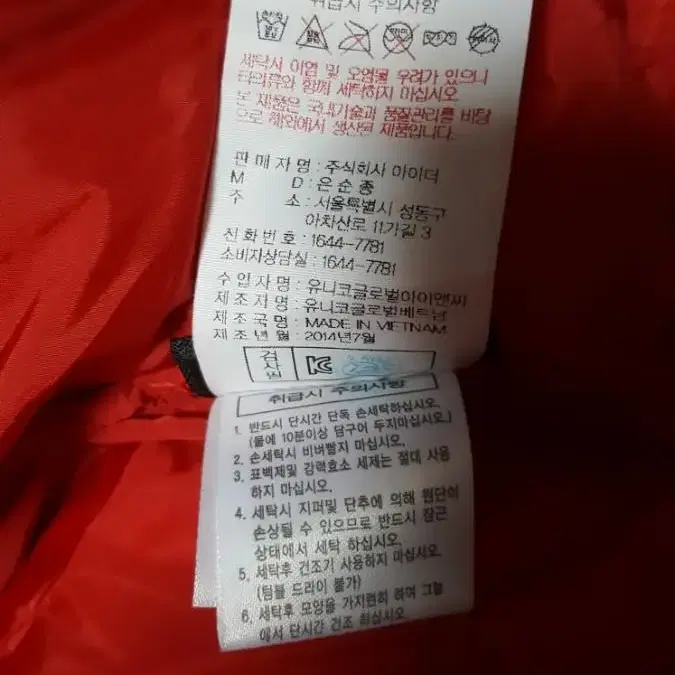 취급시 주의사항
세탁시 이염 및 오염될 우려가 있으니
타의류와 함께 세탁하지 마십시오
본 제품은 국내기술과 품질관리를 바탕
으로 해외에서 생산된 제품입니다.
판 매 자 명 : 주식회사 아이더
M D : 은순종
주 소 : 서울특별시 성동구
아차산로 11가길 3
전 화 번 호 : 1644-7781
소비자상담실 : 1644-7781
수 입 자 명 : 유니코글로벌아이앤씨
제 조 자 명 : 유니코글로벌베트남
제 조 국 명 : MADE IN VIETNAM
제 조 년 월 : 2014년7월
검사필
취급시 주의사항
1. 반드시 단시간 단독 손세탁하십시오.
(물에 10분이상 담구어 두지마십시오.)
2. 손세탁시 비벼빨지 마십시오.
3. 표백제및 강력효소 세제는 절대 사용
하지 마십시오.
4. 세탁시 지퍼및 단추에 의해 원단이
손상될 수 있으므로 반드시 잠근
상태에서 세탁 하십시오.
5. 세탁후 건조기 사용하지 마십시오.
(텀블 드라이 불가)
6. 세탁후 모양을 가지런히 하여 그늘
에서 단시간 건조 하십시오